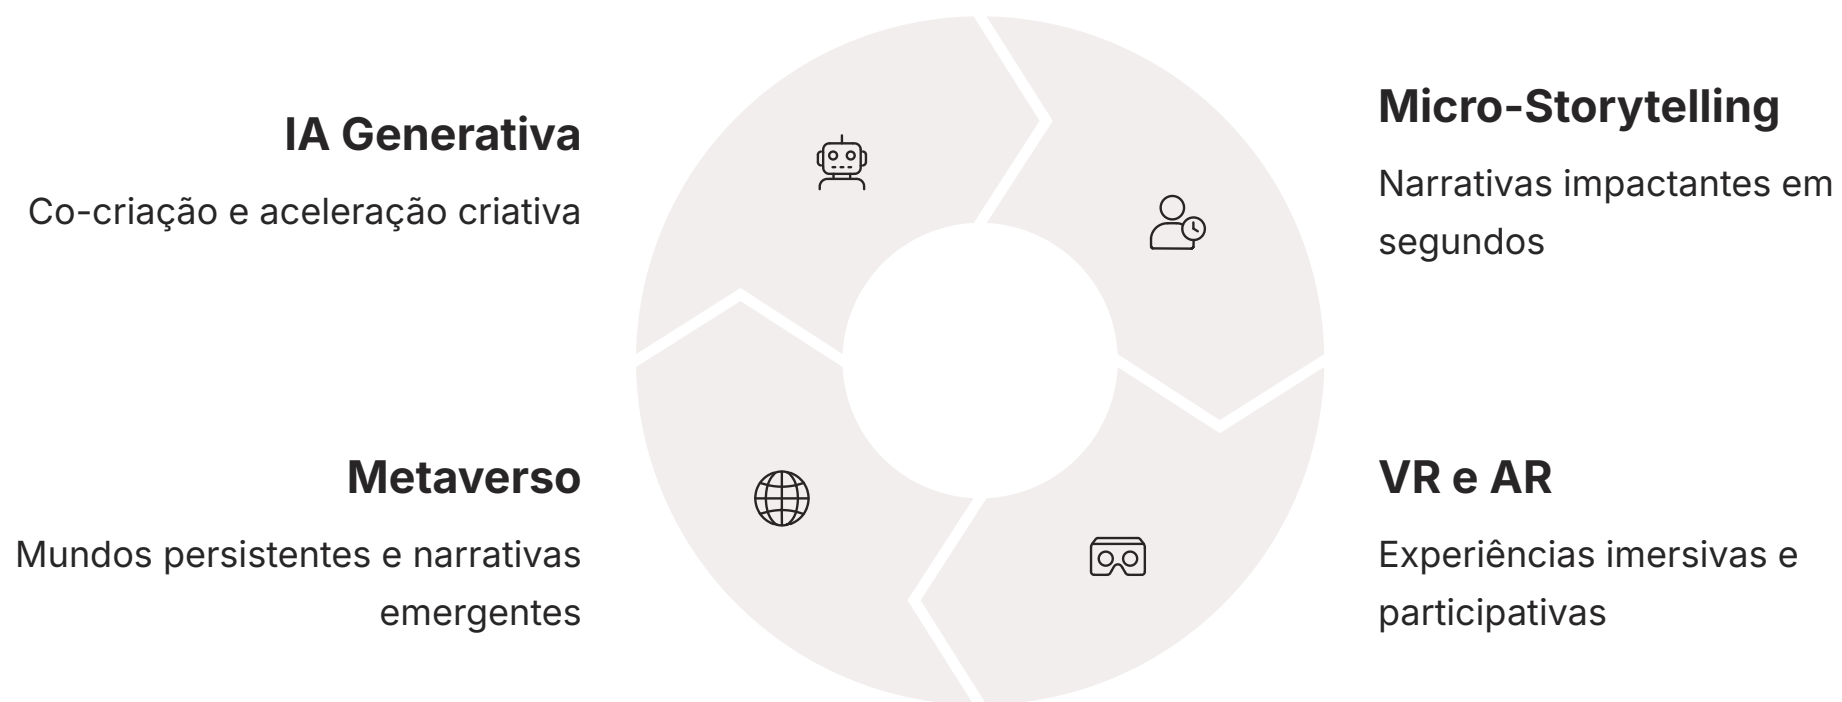 IA Generativa
Co-criação e aceleração criativa
Micro-Storytelling
Narrativas impactantes em
segundos
Metaverso
Mundos persistentes e narrativas
emergentes
VR e AR
Experiências imersivas e
participativas